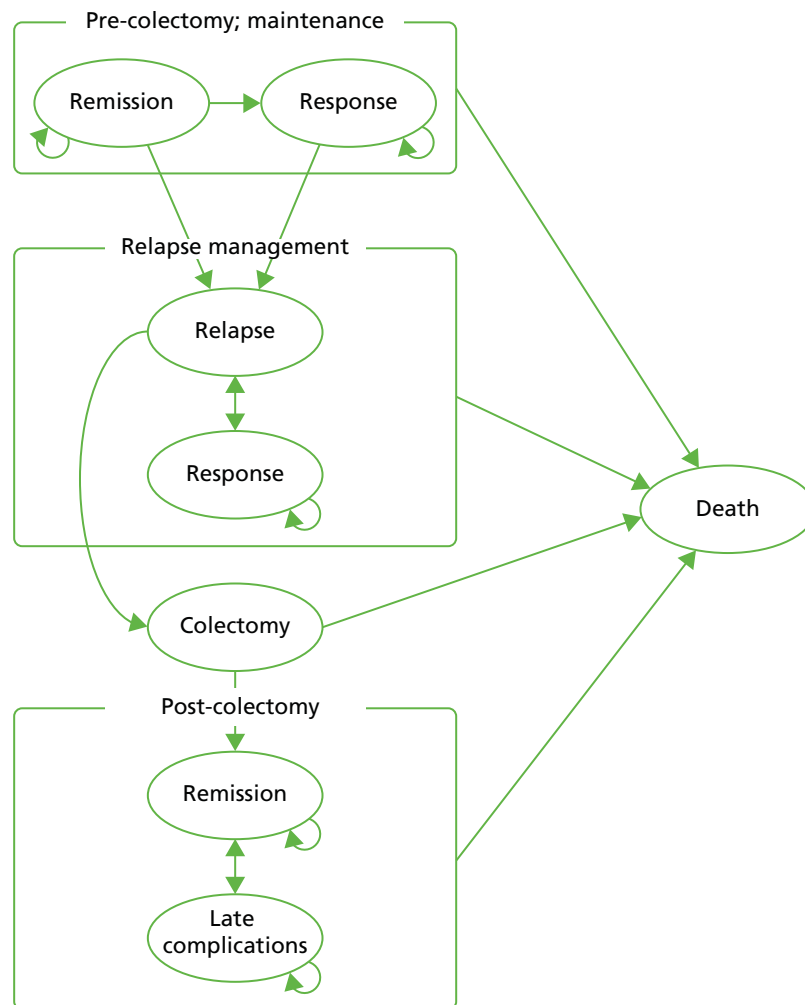 Pre-colectomy; maintenance
Remission
Response
Relapse management
Relapse
Response
Death
Colectomy
Post-colectomy
Remission
Late
complications